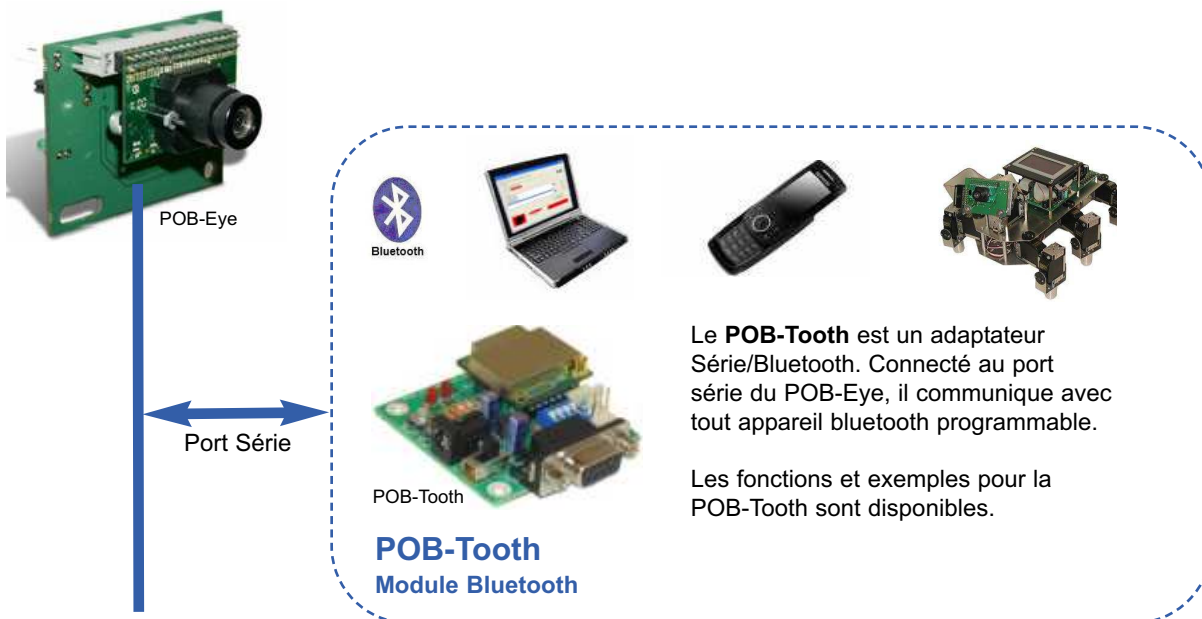 POB-Eye
Bluetooth
Le POB-Tooth est un adaptateur
Série/Bluetooth. Connecté au port
série du POB-Eye, il communique avec
tout appareil bluetooth programmable.
Les fonctions et exemples pour la
POB-Tooth sont disponibles.
Port Série
POB-Tooth
POB-Tooth
Module Bluetooth